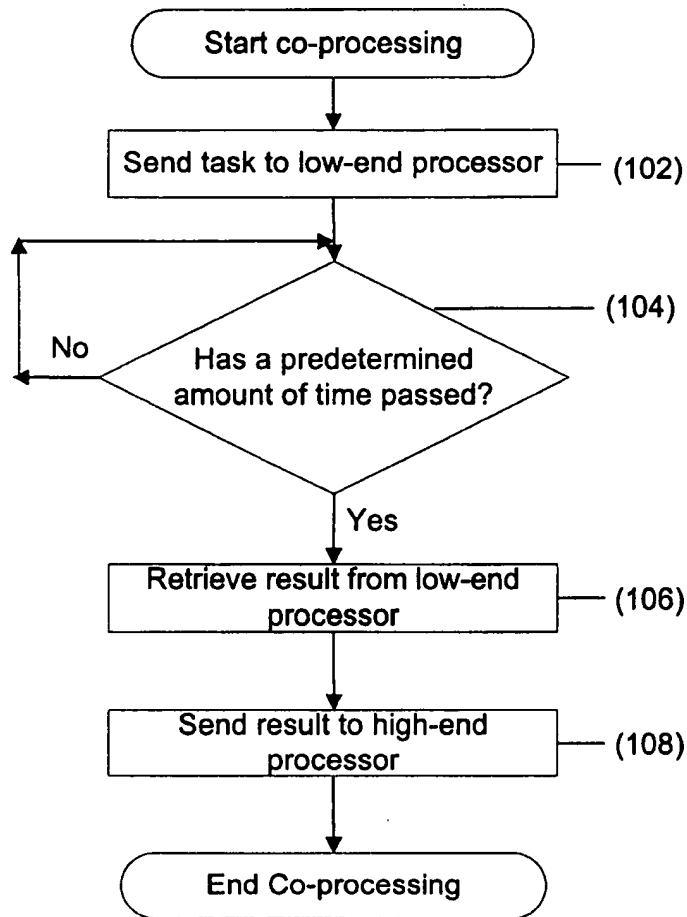 Start co-processing
Send task to low-end processor
(102)
(104)
No
Has a predetermined
amount of time passed?
Yes
Retrieve result from low-end
processor
(106)
Send result to high-end
processor
(108)
End Co-processing